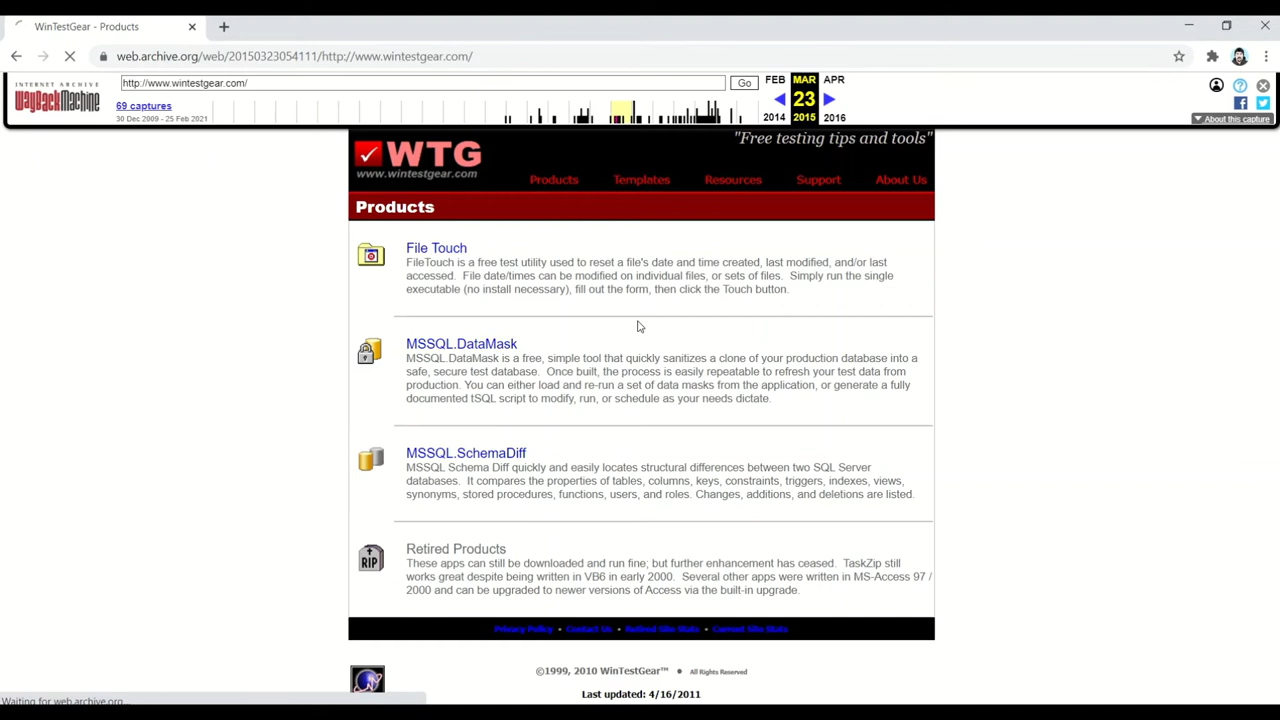 WinTestGear - Products
web.archive.org/web/20150323054111/http://www.wintestgear.com/
INTERNET ARCHIVE
WayBackMachine
http://www.wintestgear.com/
Go
FEB MAR APR
69 captures
23
30 Dec 2009 - 25 Feb 2021
2014 2015 2016
About this capture
"Free testing tips and tools"
WTG
www.wintestgear.com
Products Templates Resources Support About Us
Products
File Touch
FileTouch is a free test utility used to reset a file's date and time created, last modified, and/or last
accessed. File date/times can be modified on individual files, or sets of files. Simply run the single
executable (no install necessary), fill out the form, then click the Touch button.
MSSQL.DataMask
MSSQL.DataMask is a free, simple tool that quickly sanitizes a clone of your production database into a
safe, secure test database. Once built, the process is easily repeatable to refresh your test data from
production. You can either load and re-run a set of data masks from the application, or generate a fully
documented tSQL script to modify, run, or schedule as your needs dictate.
MSSQL.SchemaDiff
MSSQL Schema Diff quickly and easily locates structural differences between two SQL Server
databases. It compares the properties of tables, columns, keys, constraints, triggers, indexes, views,
synonyms, stored procedures, functions, users, and roles. Changes, additions, and deletions are listed.
RIP
Retired Products
These apps can still be downloaded and run fine; but further enhancement has ceased. TaskZip still
works great despite being written in VB6 in early 2000. Several other apps were written in MS-Access 97 /
2000 and can be upgraded to newer versions of Access via the built-in upgrade.
Privacy Policy • Contact Us • Retired Site Stats • Current Site Stats
©1999, 2010 WinTestGear™ • All Rights Reserved
Last updated: 4/16/2011
Waiting for web.archive.org...